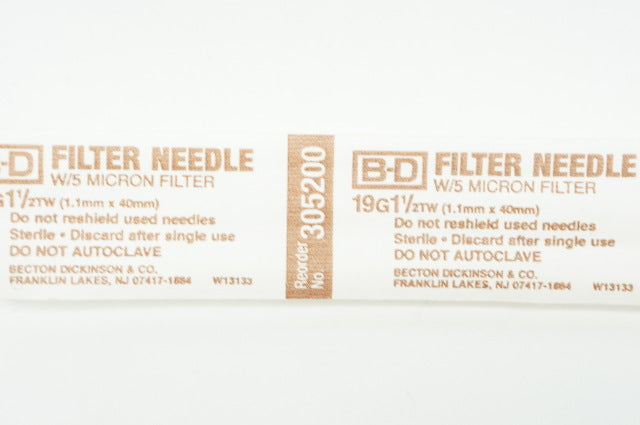 -D FILTER NEEDLE
W/5 MICRON FILTER
G1½TW (1.1mm x 40mm)
Do not reshield used needles
Sterile • Discard after single use
DO NOT AUTOCLAVE
BECTON DICKINSON & CO.
FRANKLIN LAKES, NJ 07417-1884 W13133
Reorder
No. 305200
B-D FILTER NEEDLE
W/5 MICRON FILTER
19G1½TW (1.1mm x 40mm)
Do not reshield used needles
Sterile • Discard after single use
DO NOT AUTOCLAVE
BECTON DICKINSON & CO.
FRANKLIN LAKES, NJ 07417-1884 W13133